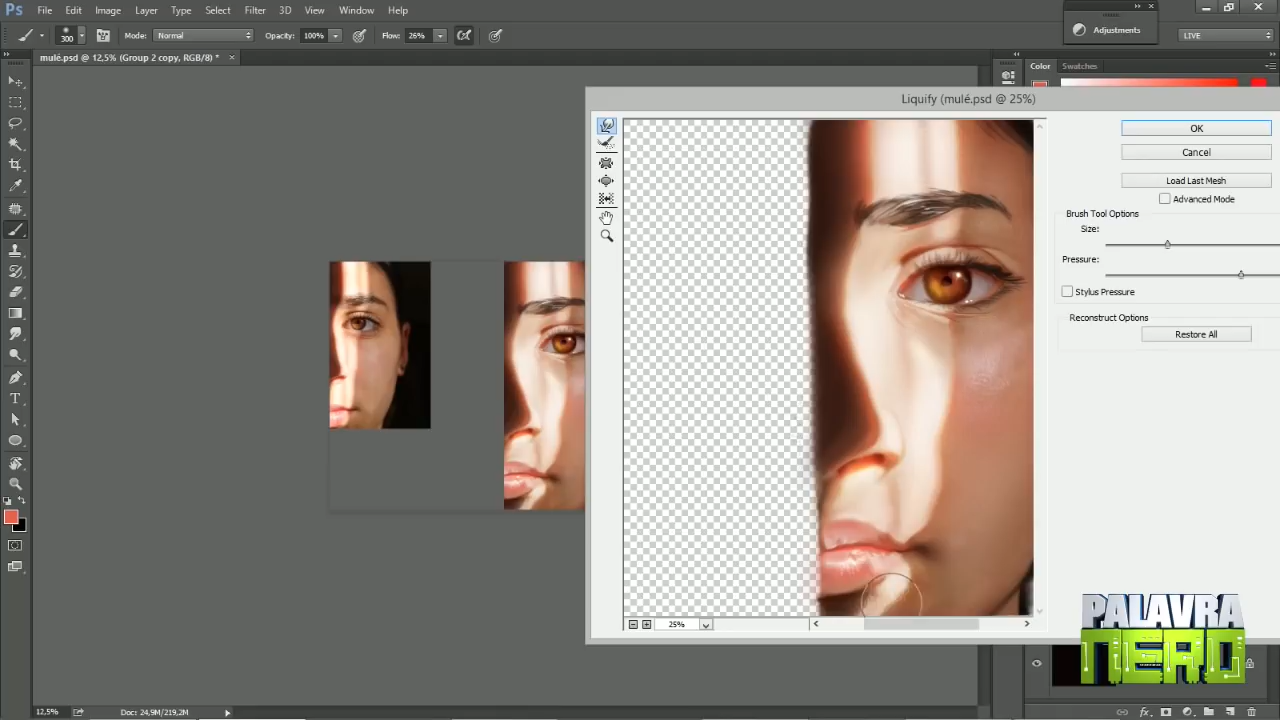 Ps File Edit Image Layer Type Select Filter 3D View Window Help
300 Mode: Normal Opacity: 100% Flow: 26%
Adjustments
LIVE
mulé.psd @ 12,5% (Group 2 copy, RGB/8) * ×
Color Swatches
Liquify (mulé.psd @ 25%)
OK
Cancel
Load Last Mesh
Advanced Mode
Brush Tool Options
Size:
Pressure:
Stylus Pressure
Reconstruct Options
Restore All
25%
PALAVRA
NERD
12,5% Doc: 24,9M/219,2M